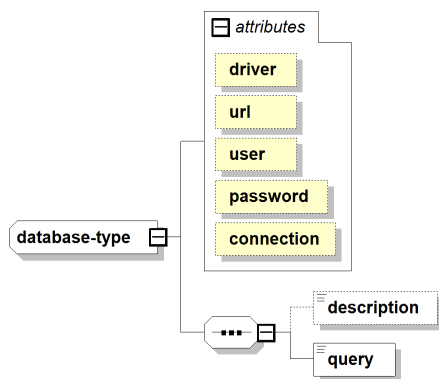 attributes
driver
url
user
password
connection
database-type
description
query